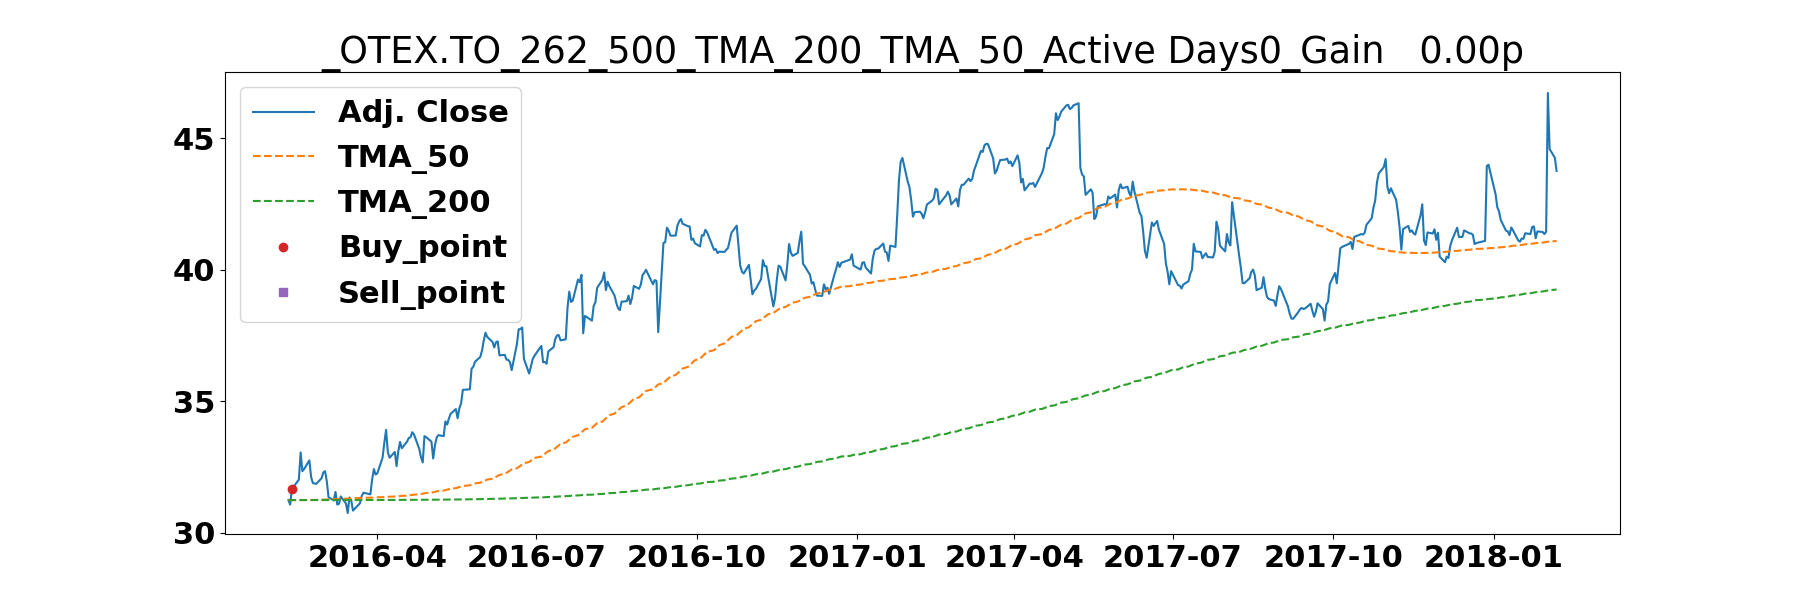 _OTEX.TO_262_500_TMA_200_TMA_50_Active Days0_Gain   0.00p
Adj. Close
TMA_50
TMA_200
Buy_point
Sell_point
45
40
35
30
2016-04 2016-07 2016-10 2017-01 2017-04 2017-07 2017-10 2018-01